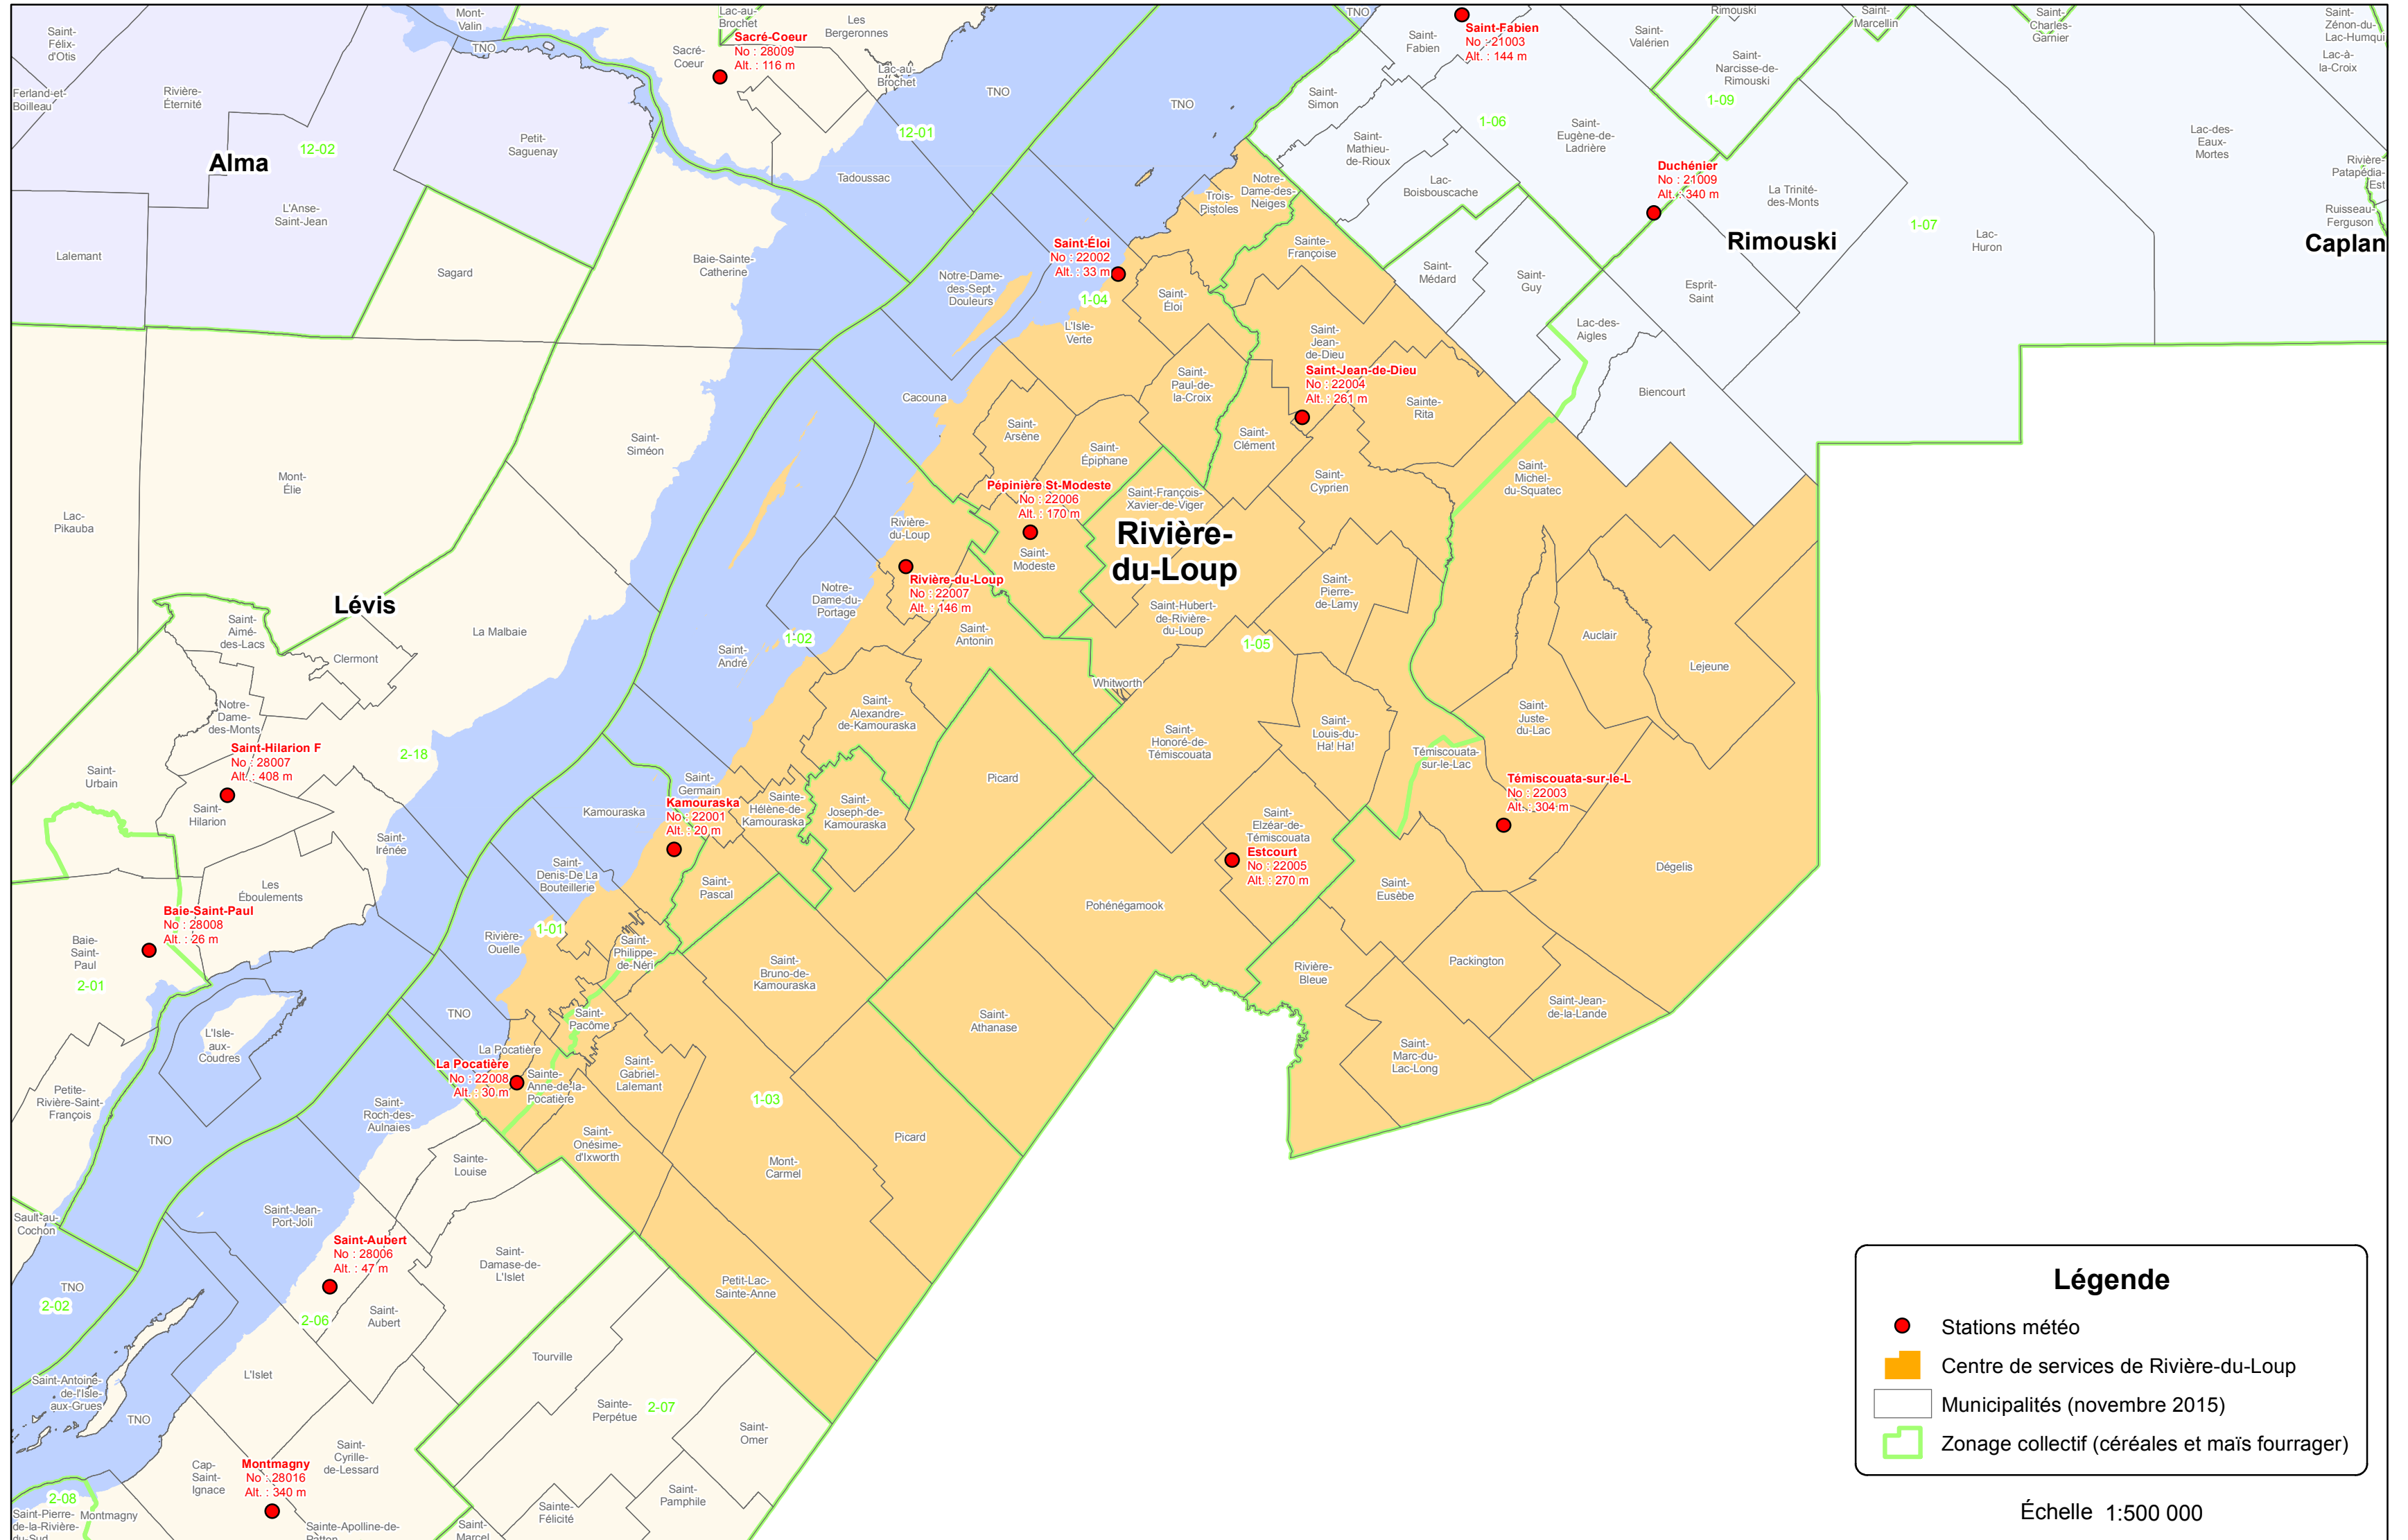 Saint-
Félix-
d'Otis
Mont-
Valin
TNO
Lac-au-
Brochet
Les
Bergeronnes
Sacré-Coeur
No : 28009
Alt. : 116 m
Sacré-
Coeur
Lac-au-
Brochet
TNO
TNO
TNO
Saint-Fabien
No : 21003
Alt. : 144 m
Saint-
Fabien
Rimouski
Saint-
Valérien
Saint-
Marcellin
Saint-
Charles-
Garnier
Saint-
Zénon-du-
Lac-Humqui
Lac-à-
la-Croix
Saint-
Narcisse-de-
Rimouski
1-09
Ferland-et-
Boilleau
Rivière-
Éternité
12-02
Alma
Petit-
Saguenay
12-01
Tadoussac
Saint-
Simon
Saint-
Mathieu-
de-Rioux
1-06
Saint-
Eugène-de-
Ladrière
Lac-
Boisbouscache
Duchénier
No : 21009
Alt. : 340 m
La Trinité-
des-Monts
Lac-des-
Eaux-
Mortes
Rivière-
Patapédia-
Est
Ruisseau-
Ferguson
Rimouski
1-07
Lac-
Huron
Caplan
L'Anse-
Saint-Jean
Lalemant
Sagard
Baie-Sainte-
Catherine
Trois-
Pistoles
Notre-
Dame-des-
Neiges
Sainte-
Françoise
Saint-Éloi
No : 22002
Alt. : 33 m
1-04
Notre-Dame-
des-Sept-
Douleurs
Saint-
Éloi
L'Isle-
Verte
Saint-
Médard
Saint-
Guy
Esprit-
Saint
Lac-des-
Aigles
Biencourt
Saint-
Jean-
de-Dieu
Saint-Jean-de-Dieu
No : 22004
Alt. : 261 m
Saint-
Paul-de-
la-Croix
Sainte-
Rita
Cacouna
Saint-
Arsène
Saint-
Épiphane
Saint-
Clément
Saint-
Cyprien
Saint-
Michel-
du-Squatec
Saint-
Siméon
Mont-
Élie
Lac-
Pikauba
Pépinière St-Modeste
No : 22006
Alt. : 170 m
Saint-
Modeste
Saint-François-
Xavier-de-Viger
Rivière-
du-Loup
Rivière-
du-Loup
Rivière-du-Loup
No : 22007
Alt. : 146 m
Notre-
Dame-du-
Portage
Saint-
Pierre-
de-Lamy
Saint-Hubert-
de-Rivière-
du-Loup
1-05
Auclair
Lejeune
Lévis
Saint-
Aimé-
des-Lacs
Clermont
La Malbaie
1-02
Saint-
André
Saint-
Antonin
Whitworth
Notre-
Dame-
des-Monts
Saint-
Alexandre-
de-Kamouraska
Saint-
Honoré-de-
Témiscouata
Saint-
Louis-du-
Ha! Ha!
Saint-
Juste-
du-Lac
Témiscouata-
sur-le-Lac
Saint-Hilarion F
No : 28007
Alt. : 408 m
2-18
Saint-
Urbain
Saint-
Hilarion
Saint-
Irénée
Picard
Témiscouata-sur-le-L
No : 22003
Alt. : 304 m
Saint-
Germain
Kamouraska
Kamouraska
No : 22001
Alt. : 20 m
Sainte-
Hélène-de-
Kamouraska
Saint-
Joseph-de-
Kamouraska
Saint-
Elzéar-de-
Témiscouata
Estcourt
No : 22005
Alt. : 270 m
Saint-
Denis-De La
Bouteillerie
Saint-
Pascal
Saint-
Eusèbe
Dégelis
Les
Éboulements
Baie-Saint-Paul
No : 28008
Alt. : 26 m
Baie-
Saint-
Paul
2-01
1-01
Rivière-
Ouelle
Saint-
Philippe-
de-Néri
Pohénégamook
Saint-
Bruno-de-
Kamouraska
Rivière-
Bleue
Packington
Saint-Jean-
de-la-Lande
TNO
Saint-
Pacôme
Saint-
Athanase
L'Isle-
aux-
Coudres
La Pocatière
La Pocatière
No : 22008
Alt. : 30 m
Sainte-
Anne-de-la-
Pocatière
Saint-
Gabriel-
Lalemant
Saint-
Marc-du-
Lac-Long
1-03
Petite-
Rivière-Saint-
François
Saint-
Roch-des-
Aulnaies
TNO
Saint-
Onésime-
d'Ixworth
Picard
Mont-
Carmel
Sainte-
Louise
Sault-au-
Cochon
Saint-Jean-
Port-Joli
Saint-Aubert
No : 28006
Alt. : 47 m
Saint-
Damase-de-
L'Islet
Petit-Lac-
Sainte-Anne
TNO
2-02
2-06
Saint-
Aubert
Tourville
L'Islet
Saint-Antoine-
de-l'Isle-
aux-Grues
TNO
Sainte-
Perpétue
2-07
Saint-
Omer
Saint-
Cyrille-
de-Lessard
Cap-
Saint-
Ignace
Montmagny
No : 28016
Alt. : 340 m
2-08
Saint-Pierre-
de-la-Rivière-
du-Sud
Montmagny
Sainte-Apolline-de-
Patton
Saint-
Marcel
Sainte-
Félicité
Saint-
Pamphile
Légende
Stations météo
Centre de services de Rivière-du-Loup
Municipalités (novembre 2015)
Zonage collectif (céréales et maïs fourrager)
Échelle 1:500 000